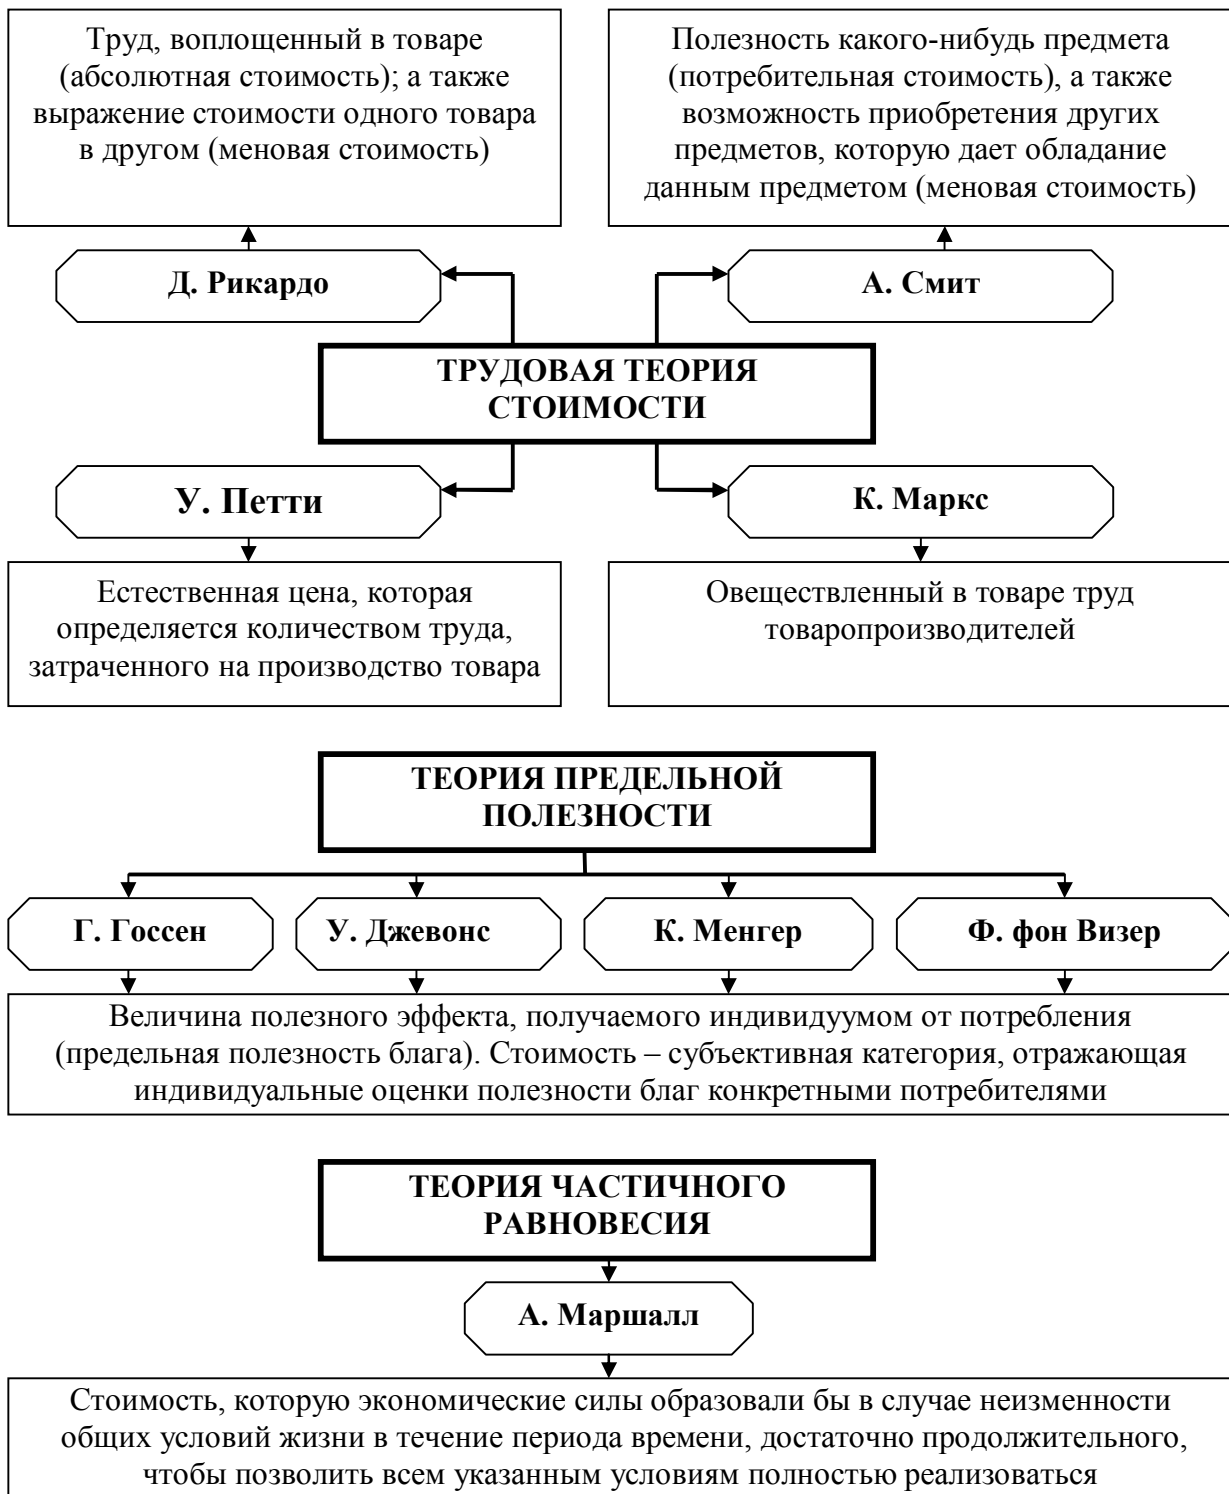 Труд, воплощенный в товаре
(абсолютная стоимость); а также
выражение стоимости одного товара
в другом (меновая стоимость)
Полезность какого-нибудь предмета
(потребительная стоимость), а также
возможность приобретения других
предметов, которую дает обладание
данным предметом (меновая стоимость)
Д. Рикардо
А. Смит
ТРУДОВАЯ ТЕОРИЯ
СТОИМОСТИ
У. Петти
К. Маркс
Естественная цена, которая
определяется количеством труда,
затраченного на производство товара
Овеществленный в товаре труд
товаропроизводителей
ТЕОРИЯ ПРЕДЕЛЬНОЙ
ПОЛЕЗНОСТИ
Г. Госсен
У. Джевонс
К. Менгер
Ф. фон Визер
Величина полезного эффекта, получаемого индивидуумом от потребления
(предельная полезность блага). Стоимость – субъективная категория, отражающая
индивидуальные оценки полезности благ конкретными потребителями
ТЕОРИЯ ЧАСТИЧНОГО
РАВНОВЕСИЯ
А. Маршалл
Стоимость, которую экономические силы образовали бы в случае неизменности
общих условий жизни в течение периода времени, достаточно продолжительного,
чтобы позволить всем указанным условиям полностью реализоваться